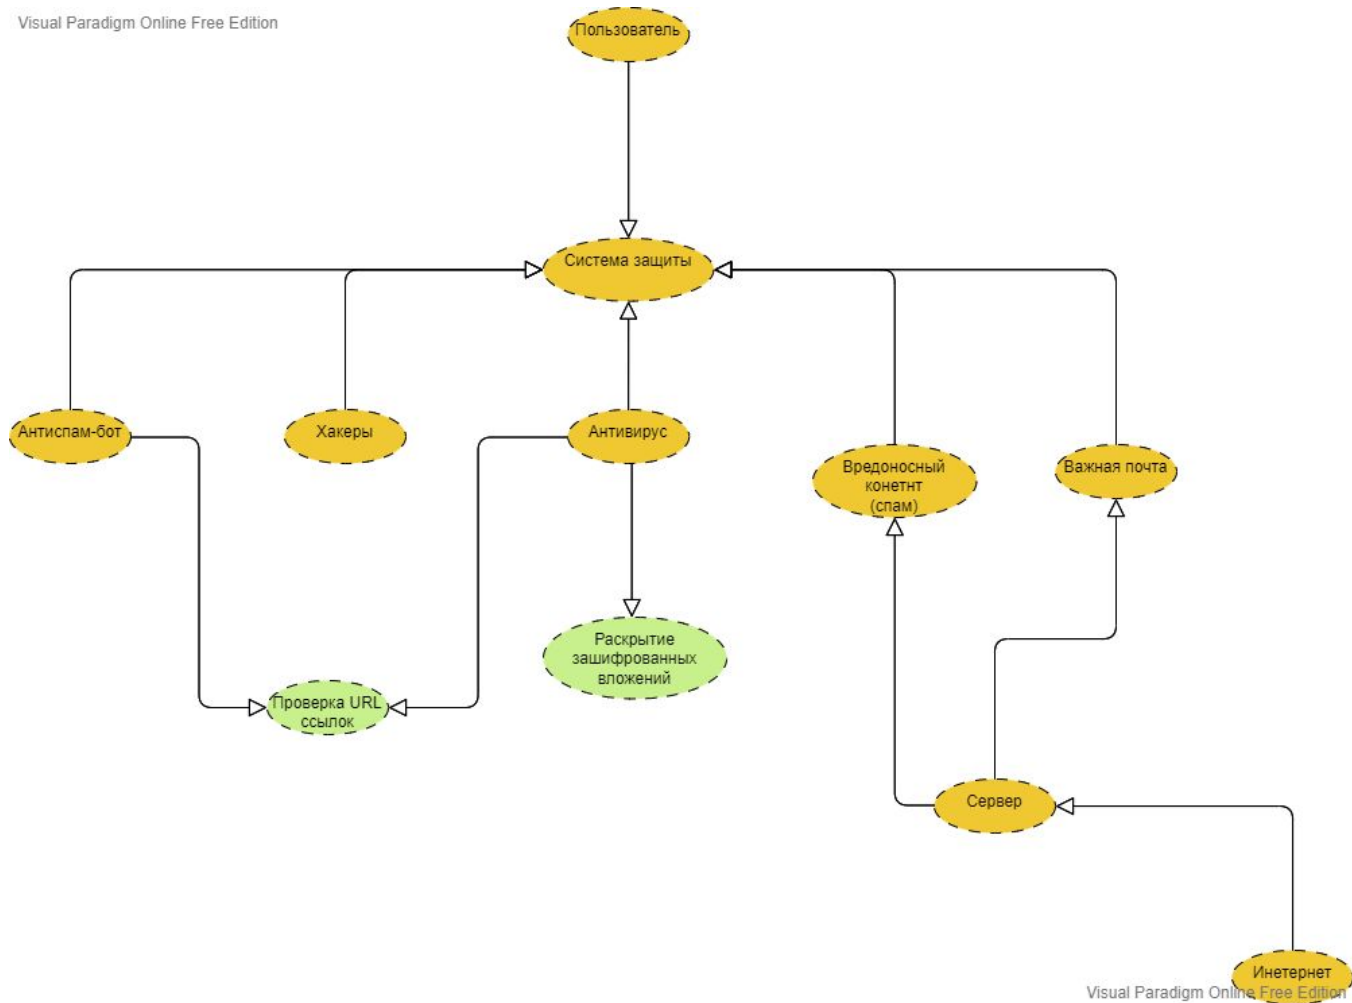 Visual Paradigm Online Free Edition
Пользователь
Система защиты
Антиспам-бот
Хакеры
Антивирус
Вредоносный
конетнт
(спам)
Важная почта
Раскрытие
зашифрованных
вложений
Проверка URL
ссылок
Сервер
Инетернет
Visual Paradigm Online Free Edition